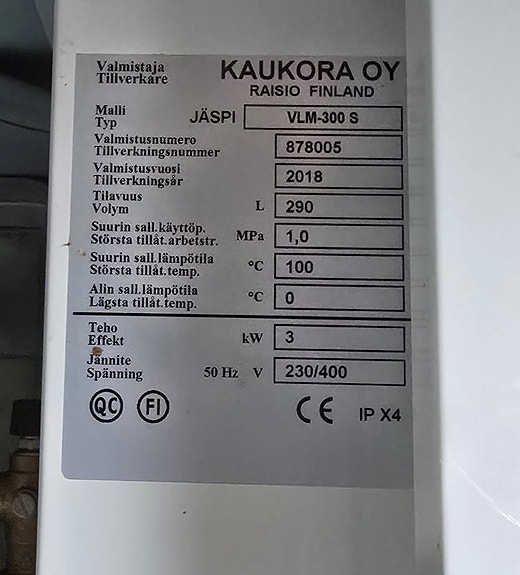 Valmistaja KAUKORA OY
Tillverkare RAISIO FINLAND
Malli
Typ JÄSPI VLM-300 S
Valmistusnumero
Tillverkningsnummer 878005
Valmistusvuosi
Tillverkningsår 2018
Tilavuus
Volym L 290
Suurin sall.käyttöp.
Största tillåt.arbetstr. MPa 1,0
Suurin sall.lämpötila
Största tillåt.temp. °C 100
Alin sall.lämpötila
Lägsta tillåt.temp. °C 0
Teho
Effekt kW 3
Jännite
Spänning 50 Hz V 230/400
QC FI CE IP X4